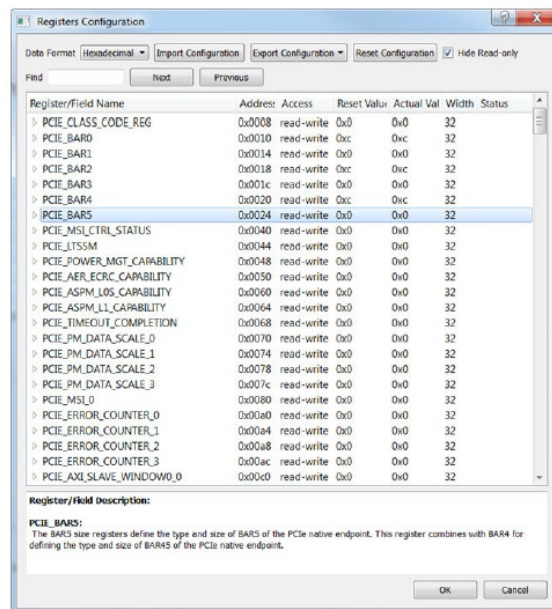 Registers Configuration
Data Format Hexadecimal Import Configuration Export Configuration Reset Configuration Hide Read-only
Find Next Previous
Register/Field Name Address Access Reset Value Actual Val Width Status
PCIE_CLASS_CODE_REG 0x0008 read-write 0x0 0x0 32
PCIE_BAR0 0x0010 read-write 0xc 0xc 32
PCIE_BAR1 0x0014 read-write 0x0 0x0 32
PCIE_BAR2 0x0018 read-write 0xc 0xc 32
PCIE_BAR3 0x001c read-write 0x0 0x0 32
PCIE_BAR4 0x0020 read-write 0xc 0xc 32
PCIE_BAR5 0x0024 read-write 0x0 0x0 32
PCIE_MSI_CTRL_STATUS 0x0040 read-write 0x0 0x0 32
PCIE_LTSSM 0x0044 read-write 0x0 0x0 32
PCIE_POWER_MGT_CAPABILITY 0x0048 read-write 0x0 0x0 32
PCIE_AER_ECRC_CAPABILITY 0x0050 read-write 0x0 0x0 32
PCIE_ASPM_L0S_CAPABILITY 0x0060 read-write 0x0 0x0 32
PCIE_ASPM_L1_CAPABILITY 0x0064 read-write 0x0 0x0 32
PCIE_TIMEOUT_COMPLETION 0x0068 read-write 0x0 0x0 32
PCIE_PM_DATA_SCALE_0 0x0070 read-write 0x0 0x0 32
PCIE_PM_DATA_SCALE_1 0x0074 read-write 0x0 0x0 32
PCIE_PM_DATA_SCALE_2 0x0078 read-write 0x0 0x0 32
PCIE_PM_DATA_SCALE_3 0x007c read-write 0x0 0x0 32
PCIE_MSI_0 0x0080 read-write 0x0 0x0 32
PCIE_ERROR_COUNTER_0 0x00a0 read-write 0x0 0x0 32
PCIE_ERROR_COUNTER_1 0x00a4 read-write 0x0 0x0 32
PCIE_ERROR_COUNTER_2 0x00a8 read-write 0x0 0x0 32
PCIE_ERROR_COUNTER_3 0x00ac read-write 0x0 0x0 32
PCIE_AXI_SLAVE_WINDOW0_0 0x00c0 read-write 0x0 0x0 32
Register/Field Description:
PCIE_BAR5:
The BAR5 size registers define the type and size of BAR5 of the PCIe native endpoint. This register combines with BAR4 for
defining the type and size of BAR45 of the PCIe native endpoint.
OK Cancel